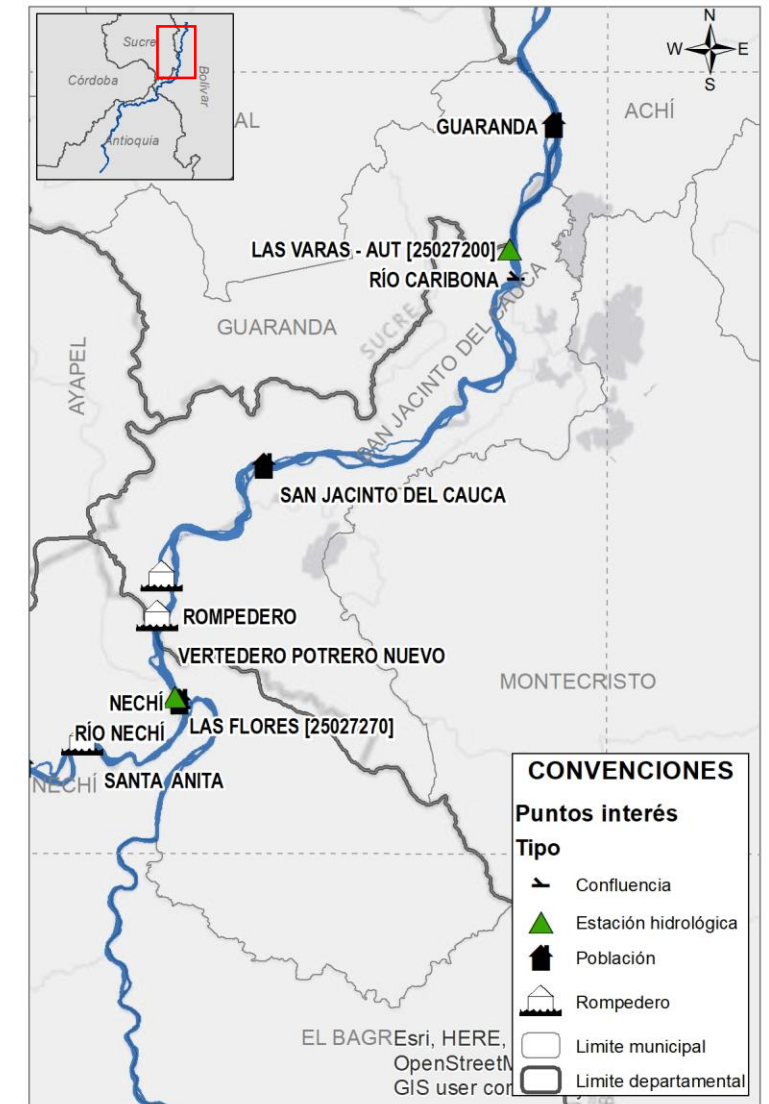 Sucre
Córdoba
Bolívar
Antioquia
N
W
E
S
AL
ACHÍ
GUARANDA
LAS VARAS - AUT [25027200]
RÍO CARIBONA
SUCRE
SAN JACINTO DEL CAUCA
GUARANDA
AYAPEL
SAN JACINTO DEL CAUCA
ROMPEDERO
VERTEDERO POTRERO NUEVO
MONTECRISTO
NECHÍ
LAS FLORES [25027270]
RÍO NECHÍ
NECHÍ
SANTA ANITA
CONVENCIONES
Puntos interés
Tipo
Confluencia
Estación hidrológica
Población
Rompedero
Limite municipal
Limite departamental
EL BAGRE
Esri, HERE,
GIS user